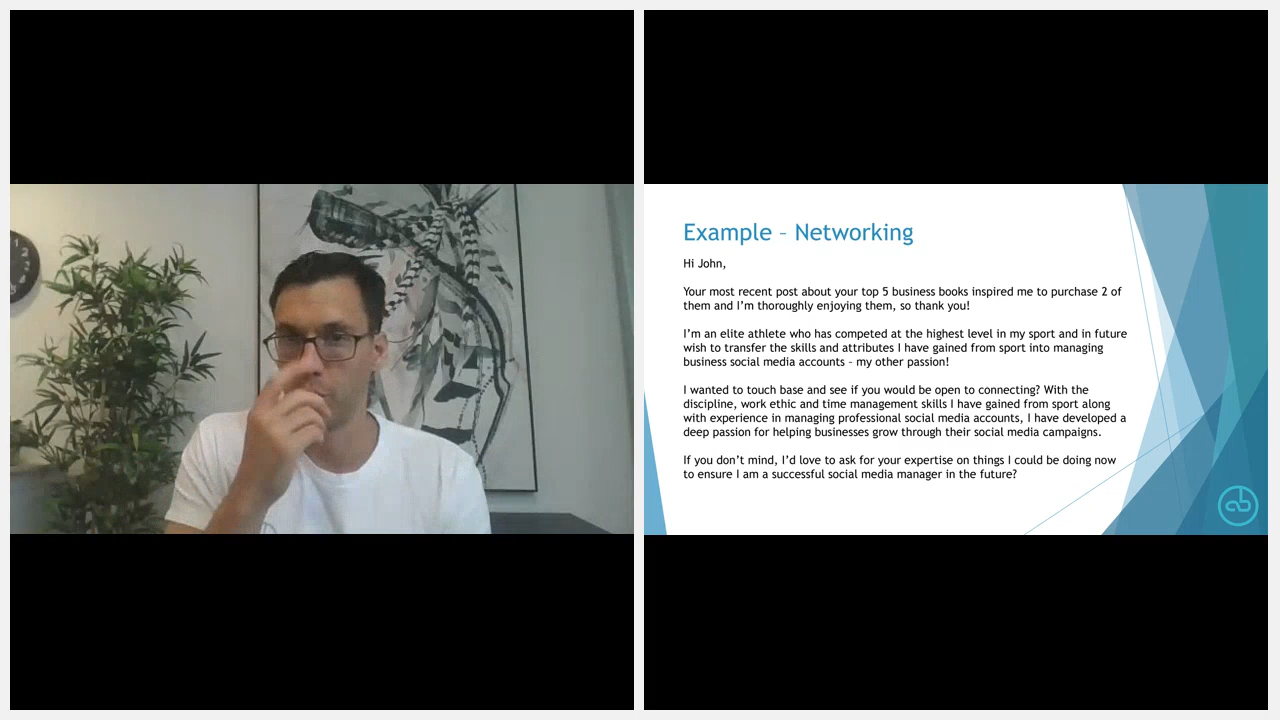 1
2
3
Example – Networking
Hi John,
Your most recent post about your top 5 business books inspired me to purchase 2 of
them and I'm thoroughly enjoying them, so thank you!
I'm an elite athlete who has competed at the highest level in my sport and in future
wish to transfer the skills and attributes I have gained from sport into managing
business social media accounts – my other passion!
I wanted to touch base and see if you would be open to connecting? With the
discipline, work ethic and time management skills I have gained from sport along
with experience in managing professional social media accounts, I have developed a
deep passion for helping businesses grow through their social media campaigns.
If you don't mind, I'd love to ask for your expertise on things I could be doing now
to ensure I am a successful social media manager in the future?
ab